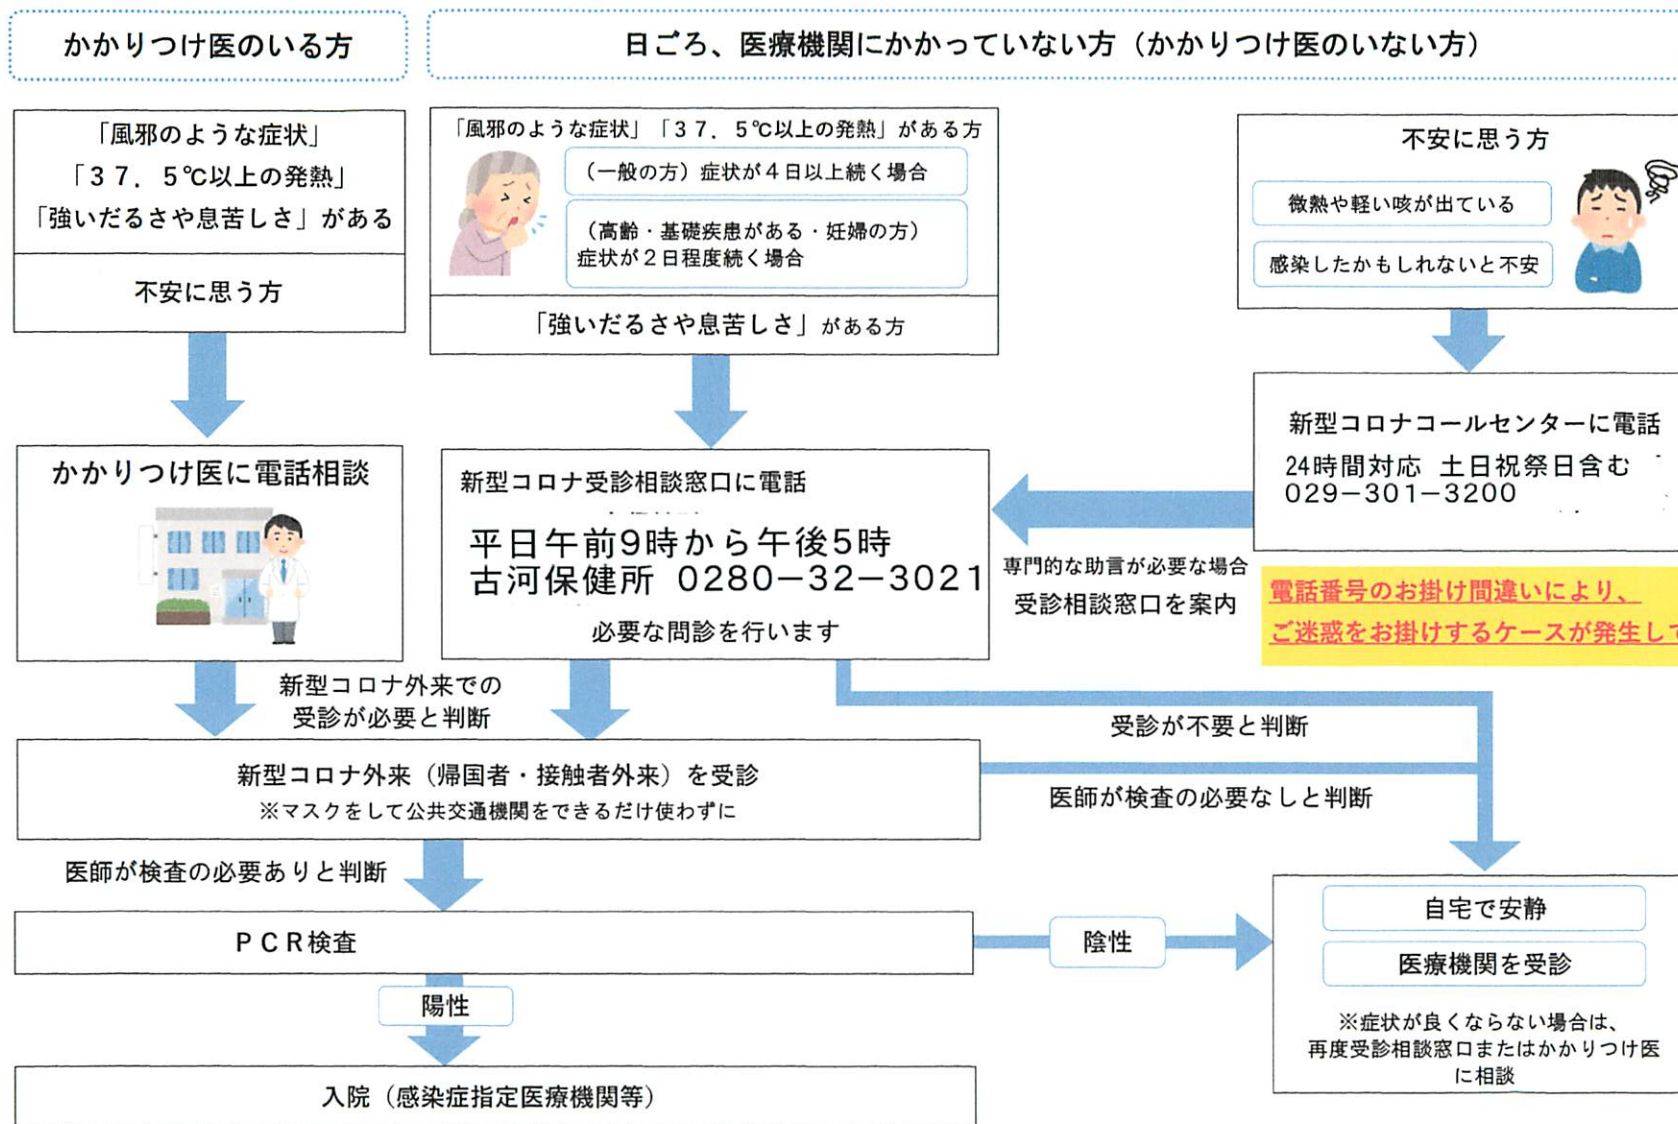 かかりつけ医のいる方
日ごろ、医療機関にかかっていない方（かかりつけ医のいない方）
「風邪のような症状」
「３７．５℃以上の発熱」
「強いだるさや息苦しさ」がある
不安に思う方
「風邪のような症状」「３７．５℃以上の発熱」がある方
（一般の方）症状が４日以上続く場合
（高齢・基礎疾患がある・妊婦の方）
症状が２日程度続く場合
「強いだるさや息苦しさ」がある方
不安に思う方
微熱や軽い咳が出ている
感染したかもしれないと不安
かかりつけ医に電話相談
新型コロナ受診相談窓口に電話
平日午前9時から午後5時
古河保健所 0280－32－3021
必要な問診を行います
新型コロナコールセンターに電話
24時間対応 土日祝祭日含む
029－301－3200
専門的な助言が必要な場合
受診相談窓口を案内
電話番号のお掛け間違いにより、
ご迷惑をお掛けするケースが発生して
新型コロナ外来での
受診が必要と判断
受診が不要と判断
新型コロナ外来（帰国者・接触者外来）を受診
※マスクをして公共交通機関をできるだけ使わずに
医師が検査の必要なしと判断
医師が検査の必要ありと判断
ＰＣＲ検査
陰性
陽性
入院（感染症指定医療機関等）
自宅で安静
医療機関を受診
※症状が良くならない場合は、
再度受診相談窓口またはかかりつけ医
に相談